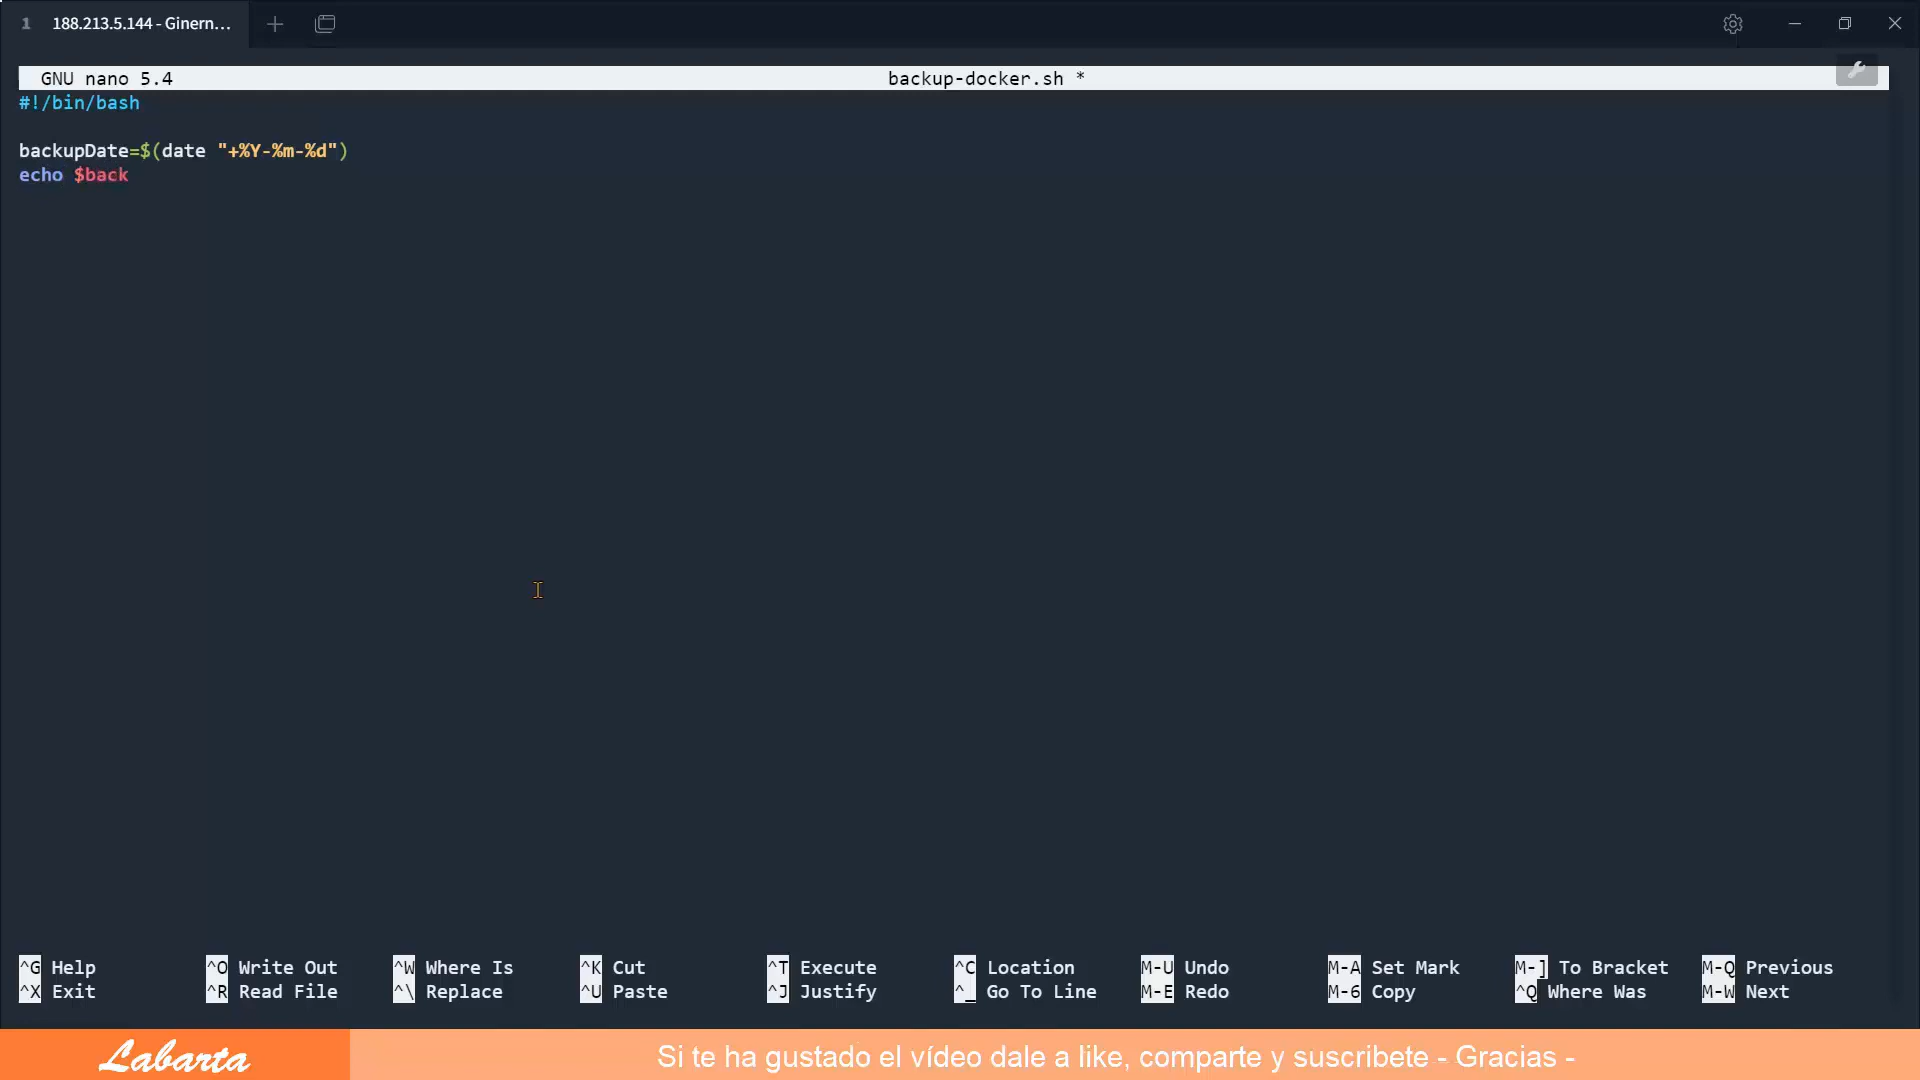 1 188.213.5.144 - Ginern...
GNU nano 5.4 backup-docker.sh *
#!/bin/bash
backupDate=$(date "+%Y-%m-%d")
echo $back
^G Help ^O Write Out ^W Where Is ^K Cut ^T Execute ^C Location M-U Undo M-A Set Mark M-] To Bracket M-Q Previous
^X Exit ^R Read File ^\ Replace ^U Paste ^J Justify ^_ Go To Line M-E Redo M-6 Copy ^Q Where Was M-W Next
Labarta Si te ha gustado el vídeo dale a like, comparte y suscribete - Gracias -